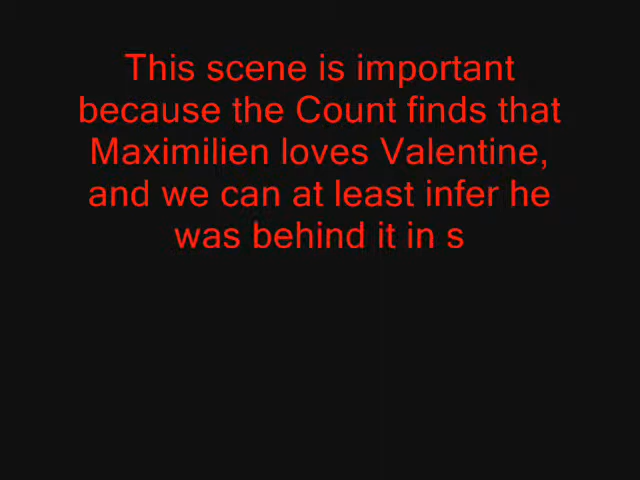 This scene is important
because the Count finds that
Maximilien loves Valentine,
and we can at least infer he
was behind it in s